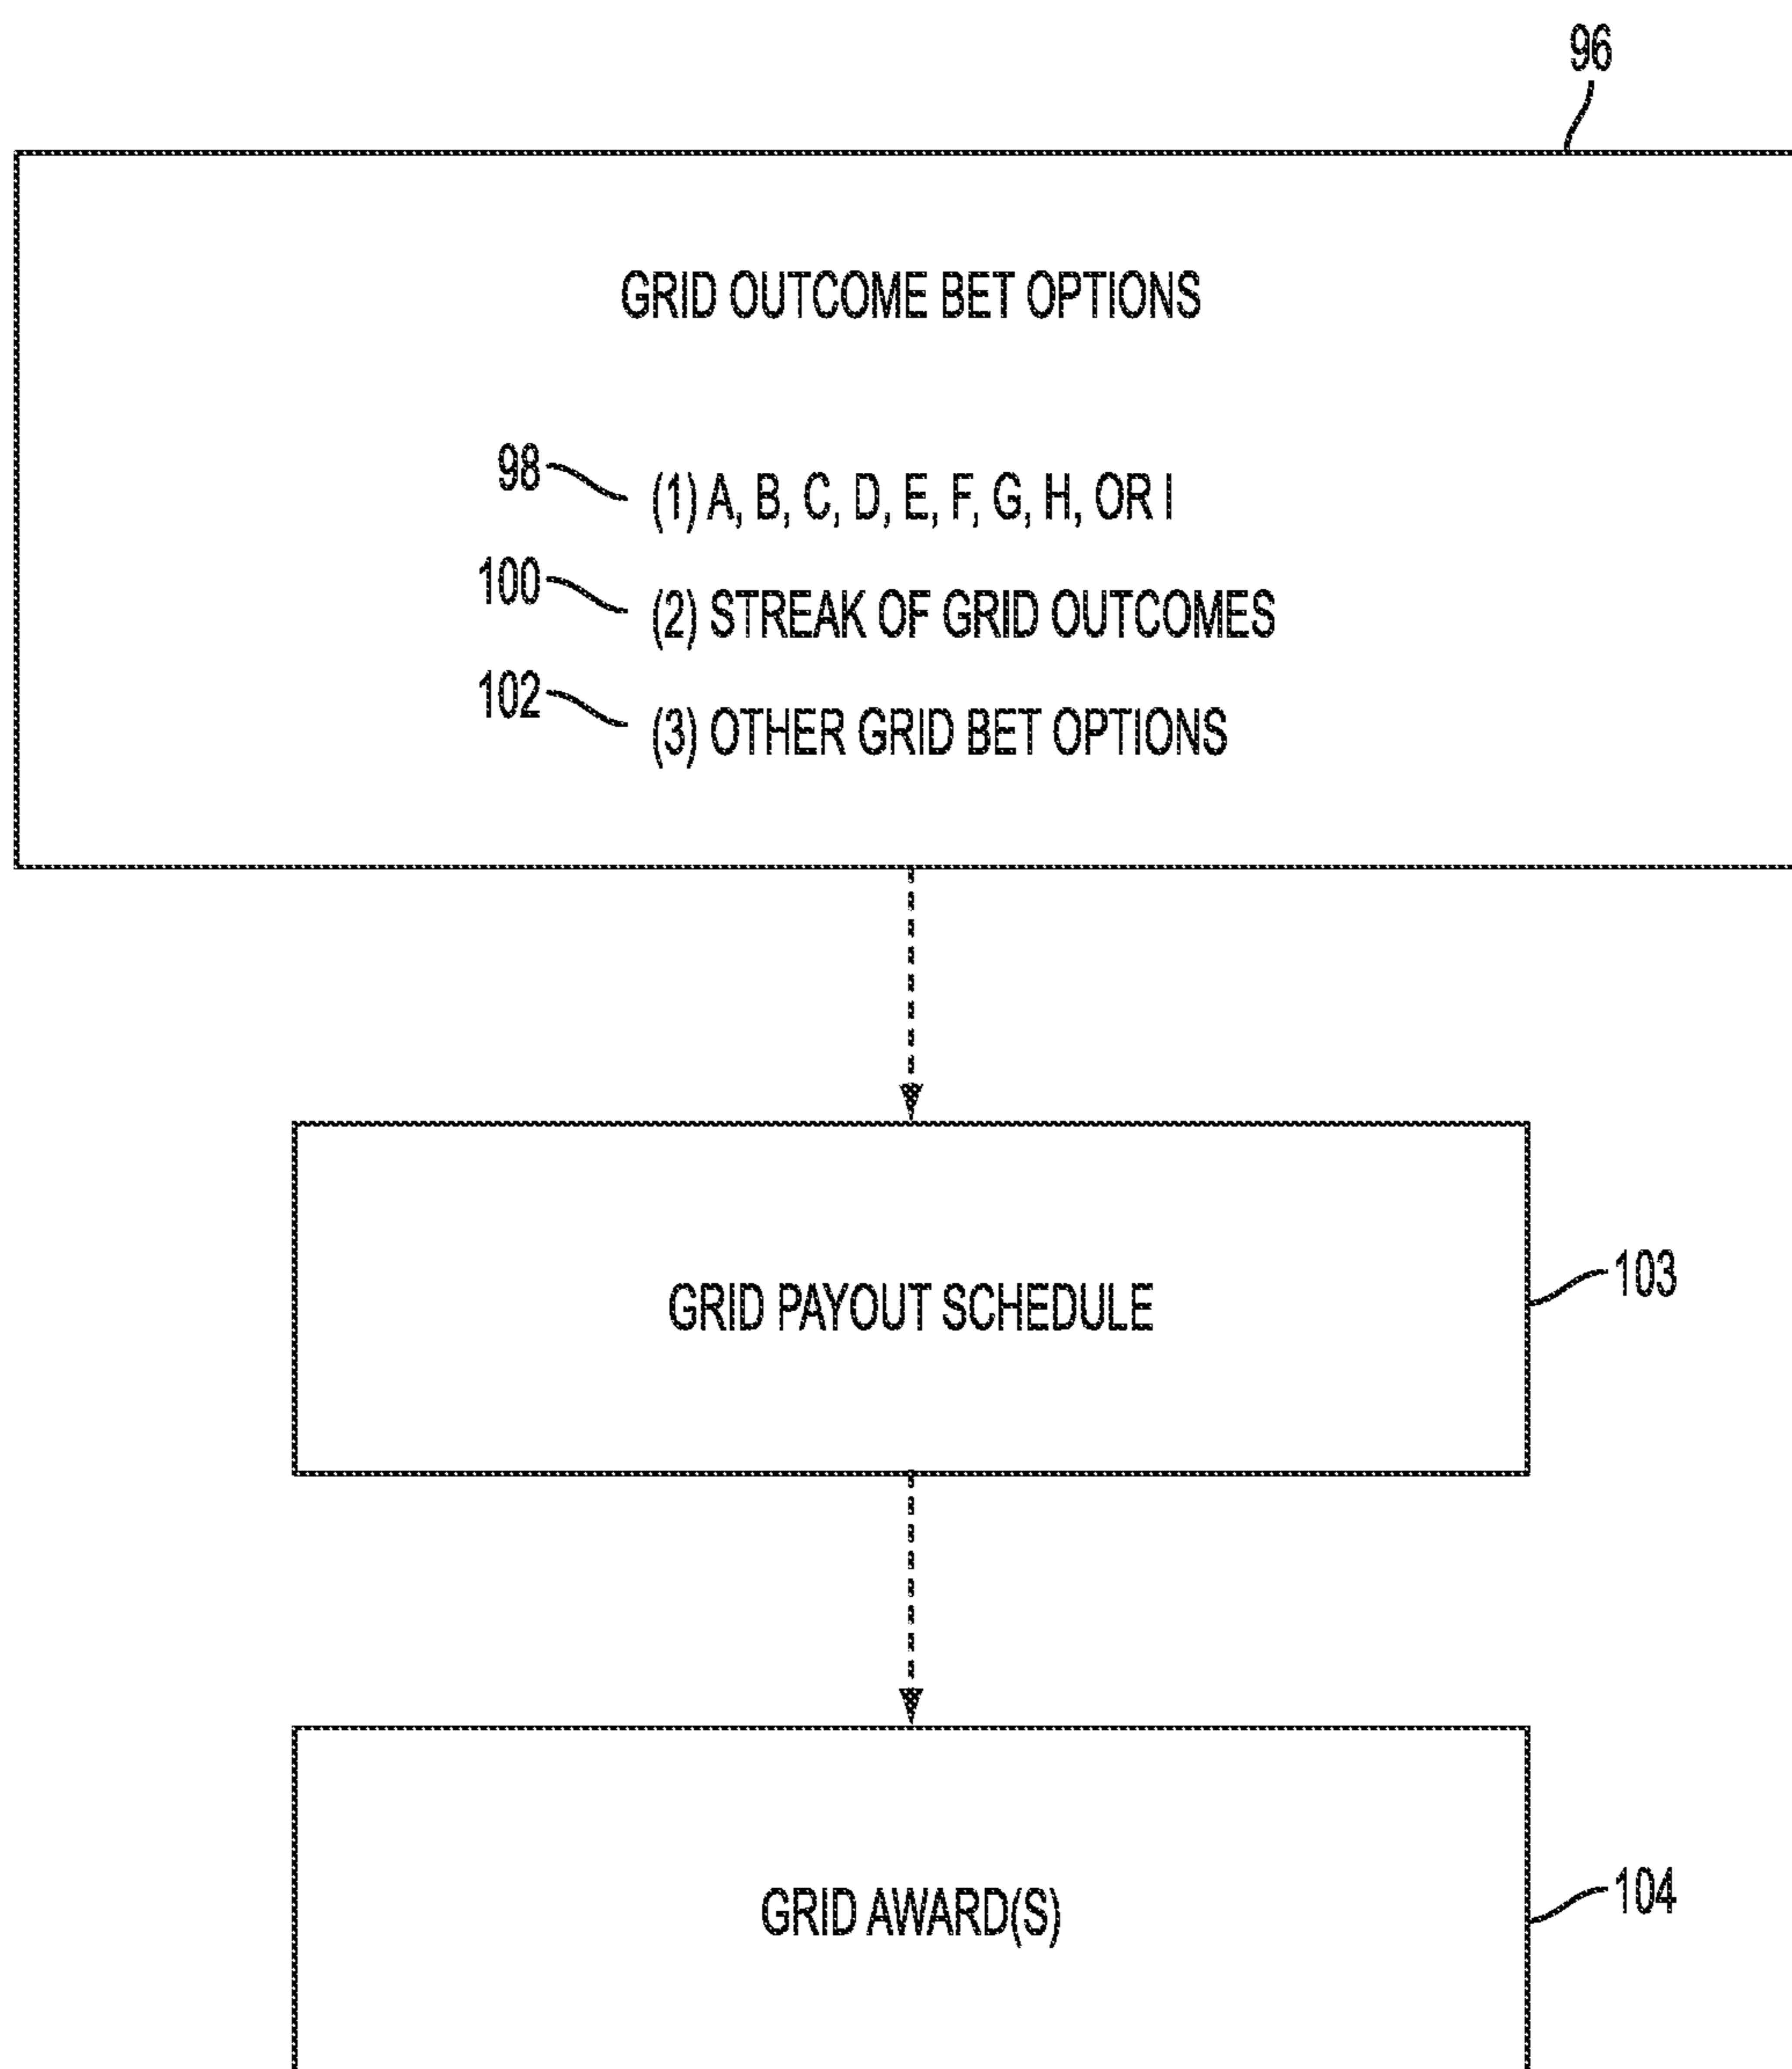 96
GRID OUTCOME BET OPTIONS
98 (1) A, B, C, D, E, F, G, H, OR I
100 (2) STREAK OF GRID OUTCOMES
102 (3) OTHER GRID BET OPTIONS
GRID PAYOUT SCHEDULE 103
GRID AWARD(S) 104